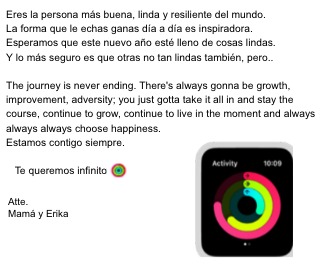 Eres la persona más buena, linda y resiliente del mundo.
La forma que le echas ganas día a día es inspiradora.
Esperamos que este nuevo año esté lleno de cosas lindas.
Y lo más seguro es que otras no tan lindas también, pero..
The journey is never ending. There's always gonna be growth,
improvement, adversity; you just gotta take it all in and stay the
course, continue to grow, continue to live in the moment and always
always always choose happiness.
Estamos contigo siempre.
Te queremos infinito
Atte.
Mamá y Erika
Activity 10:09